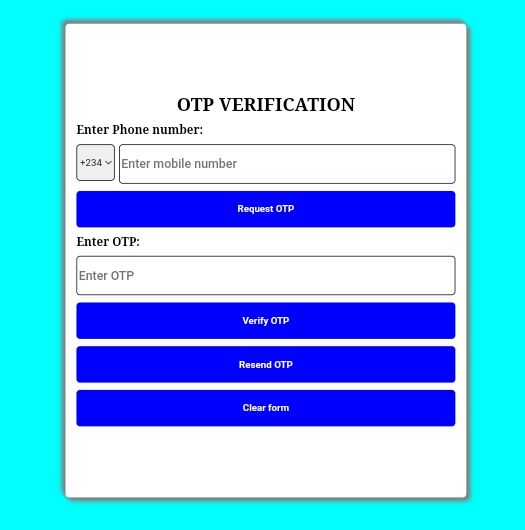 OTP VERIFICATION
Enter Phone number:
+234 Enter mobile number
Request OTP
Enter OTP:
Enter OTP
Verify OTP
Resend OTP
Clear form